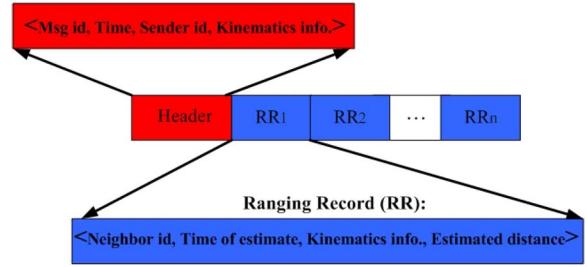 <Msg id, Time, Sender id, Kinematics info.>
Header RR1 RR2 ... RRn
Ranging Record (RR):
<Neighbor id, Time of estimate, Kinematics info., Estimated distance>